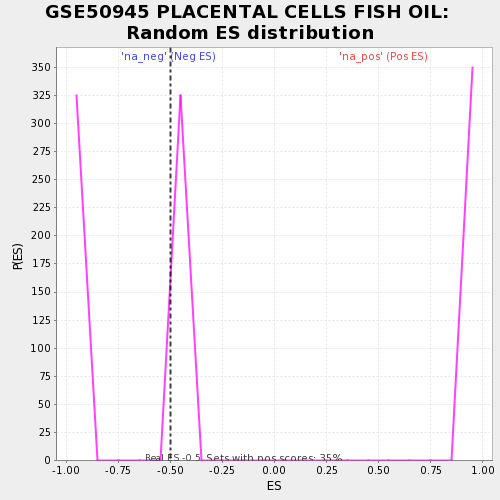 GSE50945 PLACENTAL CELLS FISH OIL:
Random ES distribution
'na_neg' (Neg ES) 'na_pos' (Pos ES)
350
325
300
275
250
225
200
175
150
125
100
75
50
25
0
P(ES)
Real ES -0.5, Sets with pos scores: 35%
-1.00 -0.75 -0.50 -0.25 0.00 0.25 0.50 0.75 1.00
ES